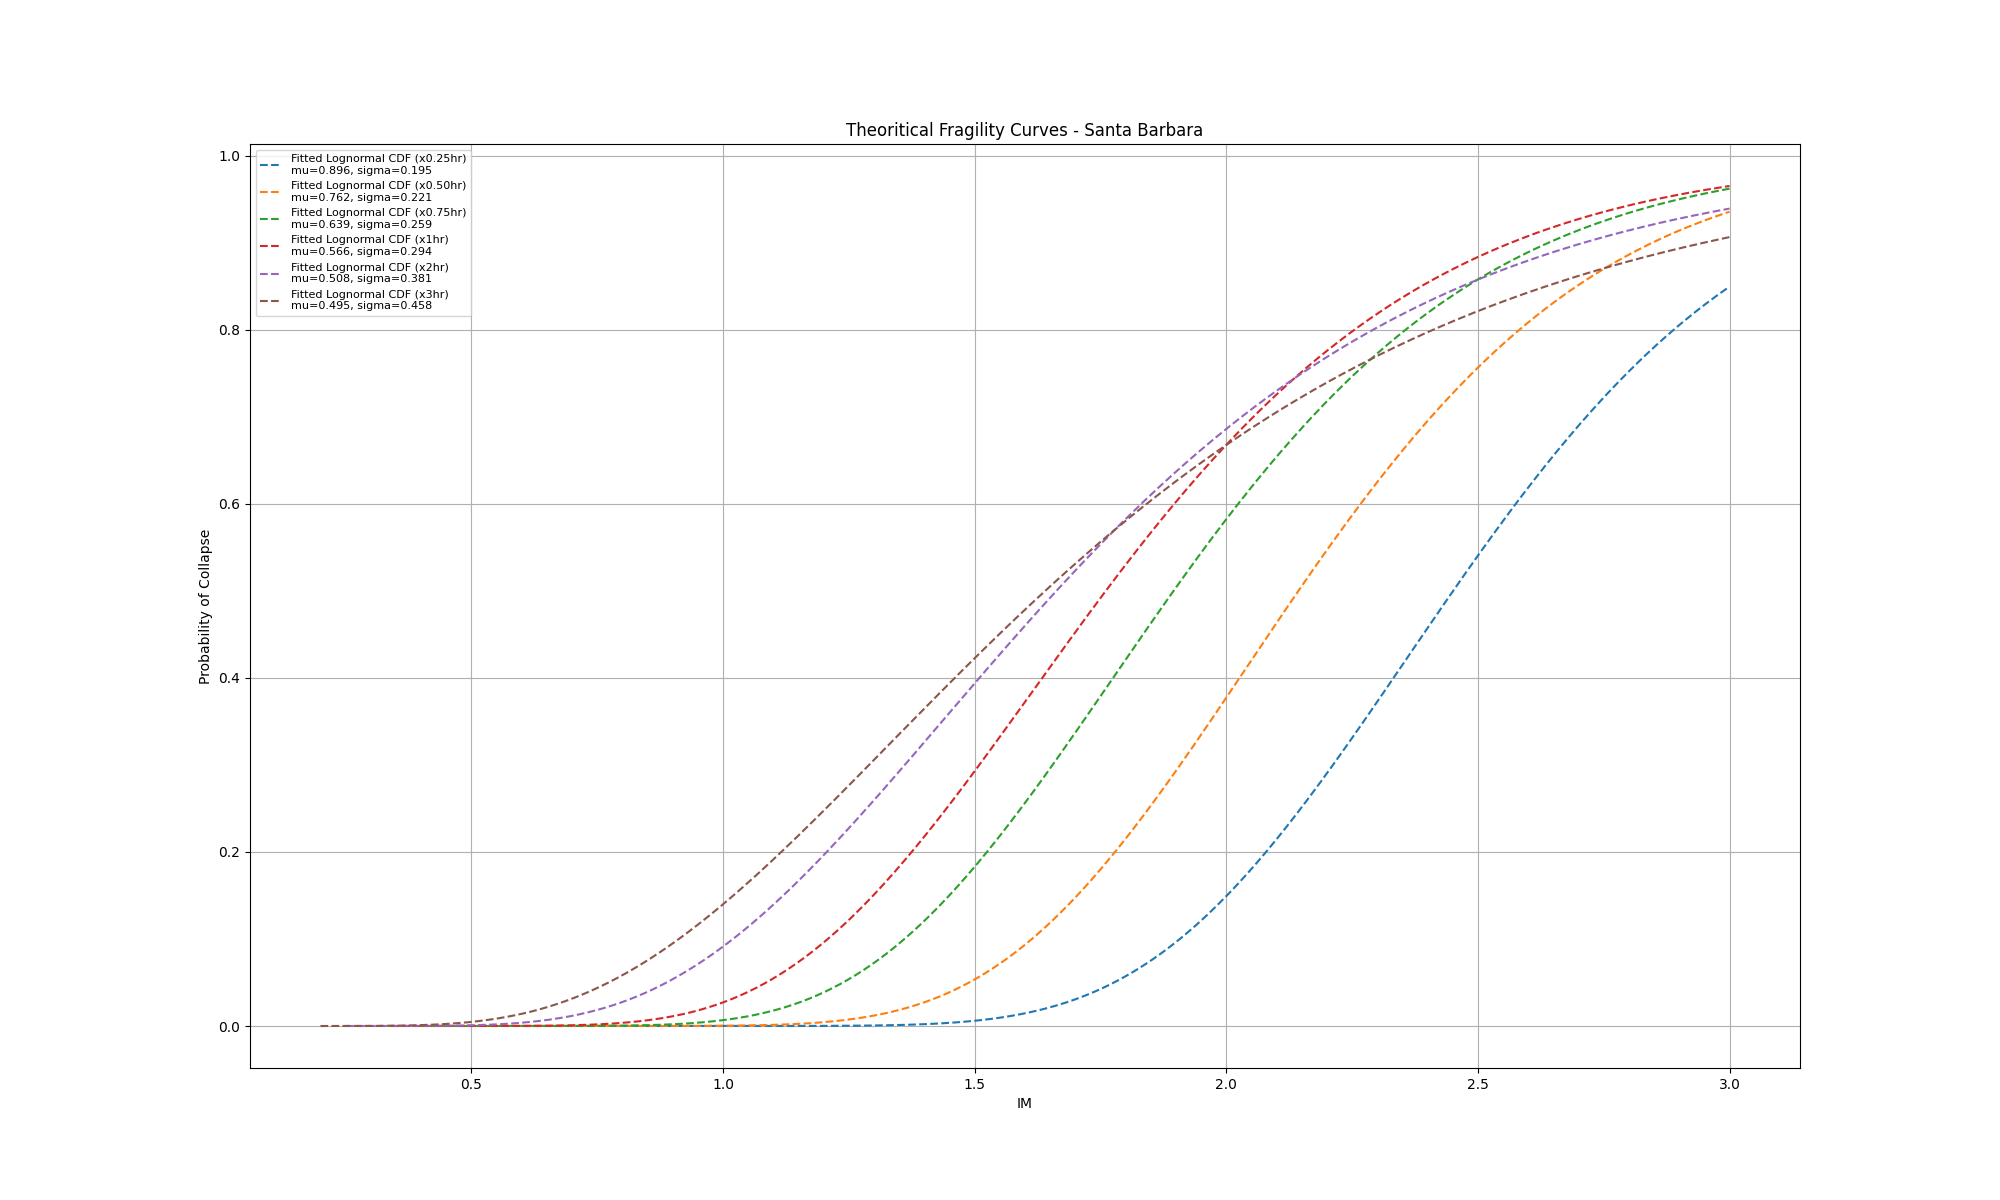 Theoritical Fragility Curves - Santa Barbara
Fitted Lognormal CDF (x0.25hr)
mu=0.896, sigma=0.195
Fitted Lognormal CDF (x0.50hr)
mu=0.762, sigma=0.221
Fitted Lognormal CDF (x0.75hr)
mu=0.639, sigma=0.259
Fitted Lognormal CDF (x1hr)
mu=0.566, sigma=0.294
Fitted Lognormal CDF (x2hr)
mu=0.508, sigma=0.381
Fitted Lognormal CDF (x3hr)
mu=0.495, sigma=0.458
Probability of Collapse
1.0
0.8
0.6
0.4
0.2
0.0
0.5 1.0 1.5 2.0 2.5 3.0
IM